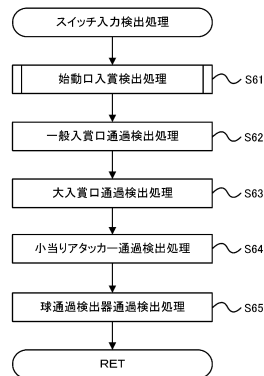 スイッチ入力検出処理
始動口入賞検出処理
S61
一般入賞口通過検出処理
S62
大入賞口通過検出処理
S63
小当りアタッカー通過検出処理
S64
球通過検出器通過検出処理
S65
RET